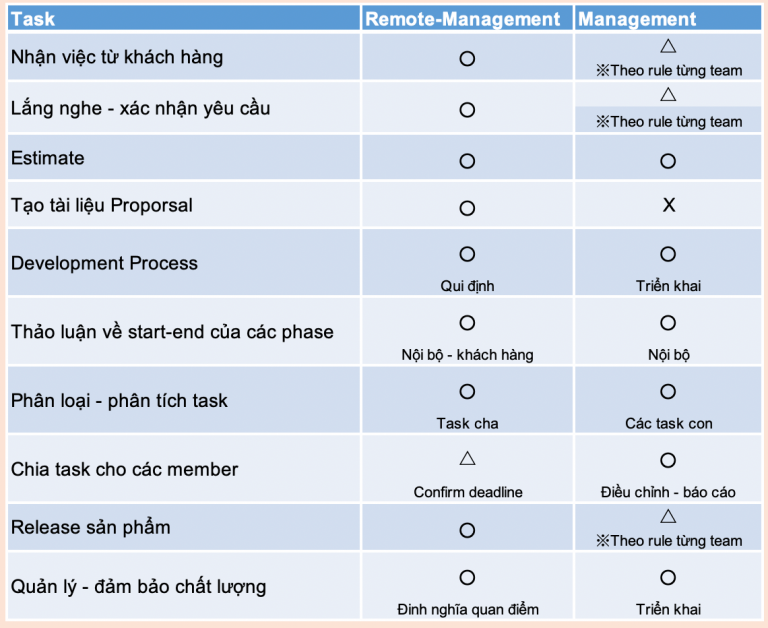 Task Remote-Management Management
Nhận việc từ khách hàng ○ △
※Theo rule từng team
Lắng nghe - xác nhận yêu cầu ○ △
※Theo rule từng team
Estimate ○ ○
Tạo tài liệu Proporsal ○ X
Development Process ○ ○
Qui định Triển khai
Thảo luận về start-end của các phase ○ ○
Nội bộ - khách hàng Nội bộ
Phân loại - phân tích task ○ ○
Task cha Các task con
Chia task cho các member △ ○
Confirm deadline Điều chỉnh - báo cáo
Release sản phẩm ○ △
※Theo rule từng team
Quản lý - đảm bảo chất lượng ○ ○
Đinh nghĩa quan điểm Triển khai